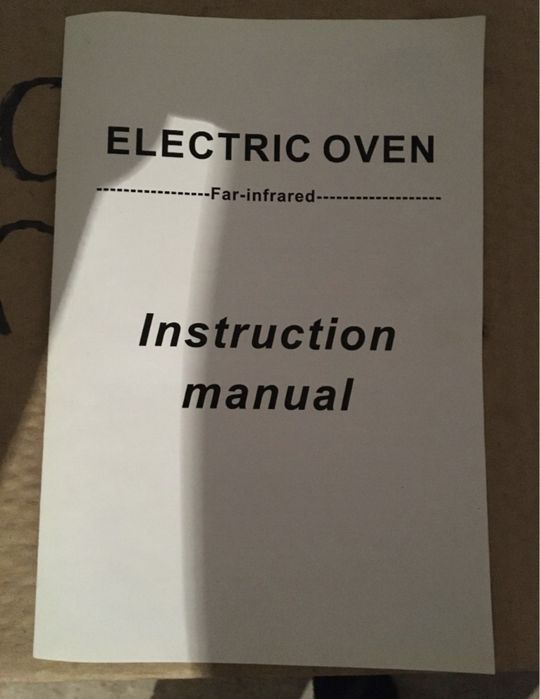 ELECTRIC OVEN
-----------------Far-infrared-------------------
Instruction
manual